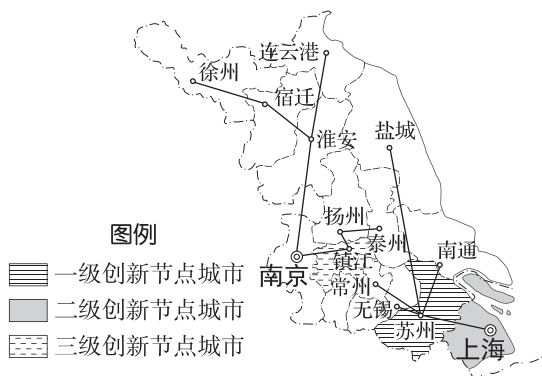 连云港
徐州
宿迁
淮安
盐城
扬州
泰州
镇江
南京
南通
常州
无锡
苏州
上海
图例
一级创新节点城市
二级创新节点城市
三级创新节点城市